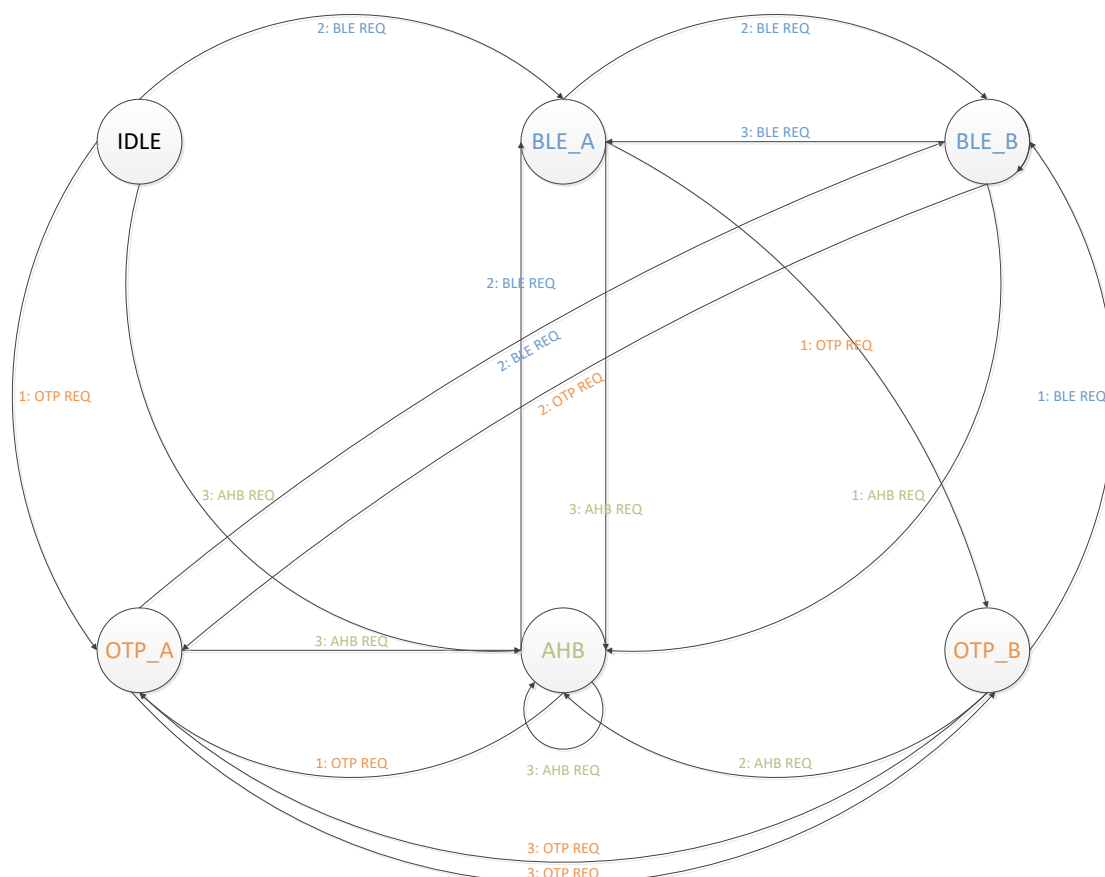 2: BLE REQ
2: BLE REQ
IDLE
BLE_A
3: BLE REQ
BLE_B
2: BLE REQ
2: BLE REQ
1: OTP REQ
2: OTP REQ
1: OTP REQ
1: BLE REQ
3: AHB REQ
3: AHB REQ
1: AHB REQ
OTP_A
3: AHB REQ
AHB
OTP_B
1: OTP REQ
3: AHB REQ
2: AHB REQ
3: OTP REQ
3: OTP REQ